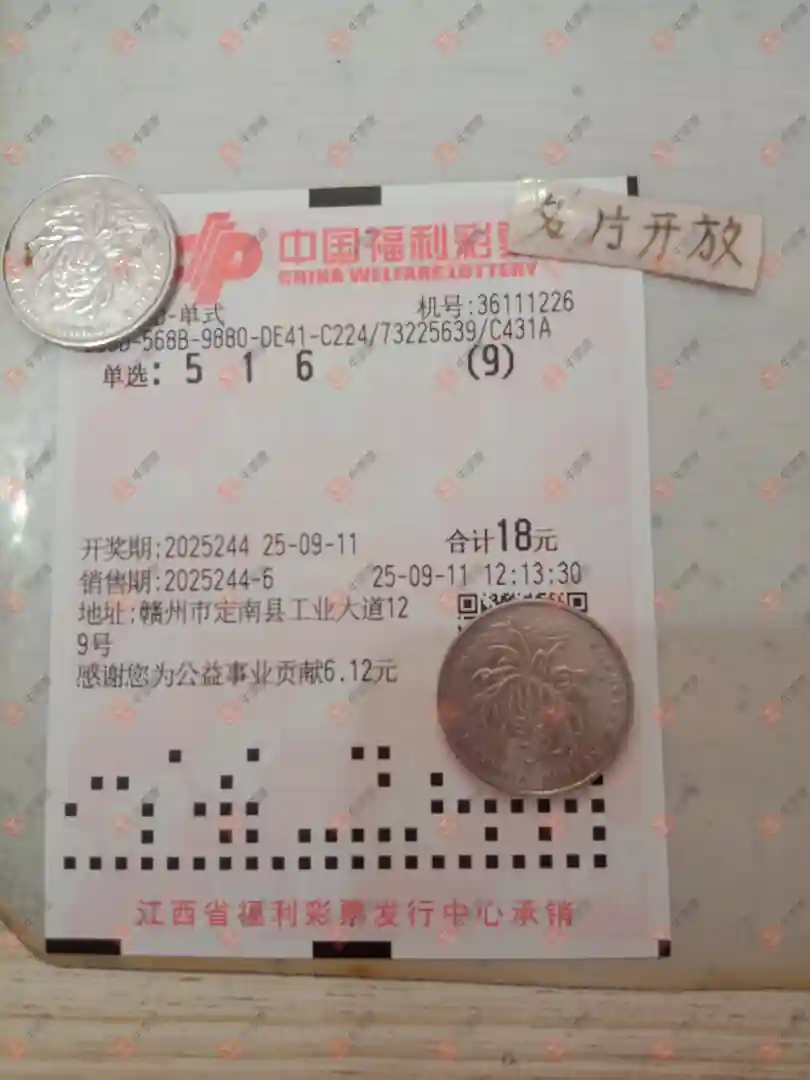 中国福利彩票
CHINA WELFARE LOTTERY
名片开放
-单式 机号:36111226
-568B-9880-DE41-C224/73225639/C431A
单选: 5 1 6 (9)
开奖期:2025244 25-09-11 合计18元
销售期:2025244-6 25-09-11 12:13:30
地址:赣州市定南县工业大道12
9号
感谢您为公益事业贡献6.12元
江西省福利彩票发行中心承销